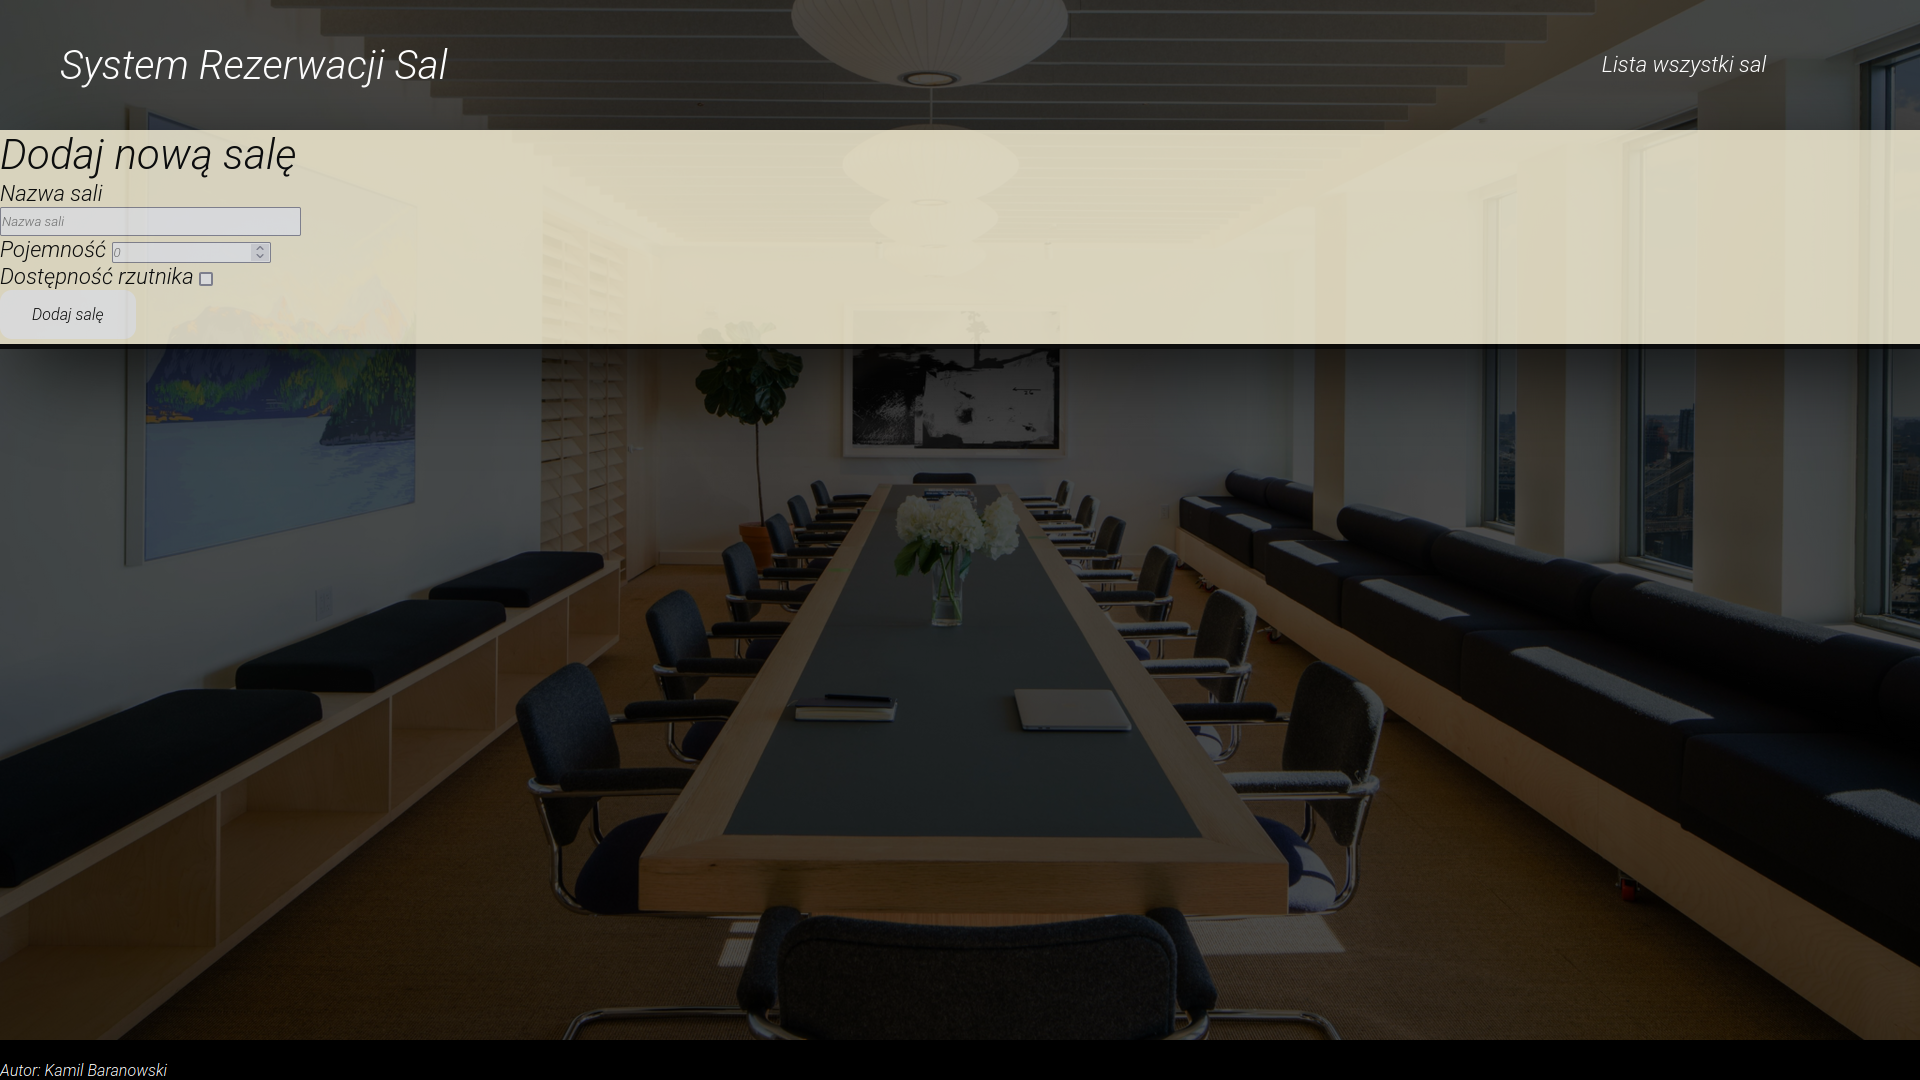 System Rezerwacji Sal
Lista wszystki sal
Dodaj nową salę
Nazwa sali
Nazwa sali
Pojemność 0
Dostępność rzutnika
Dodaj salę
Autor: Kamil Baranowski